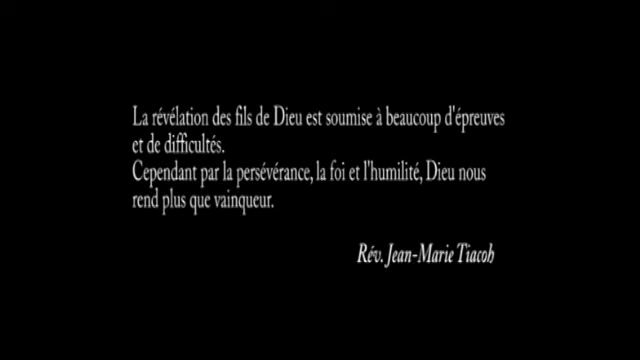 La révélation des fils de Dieu est soumise à beaucoup d'épreuves
et de difficultés.
Cependant par la persévérance, la foi et l'humilité, Dieu nous
rend plus que vainqueur.
Rév. Jean-Marie Tiacoh